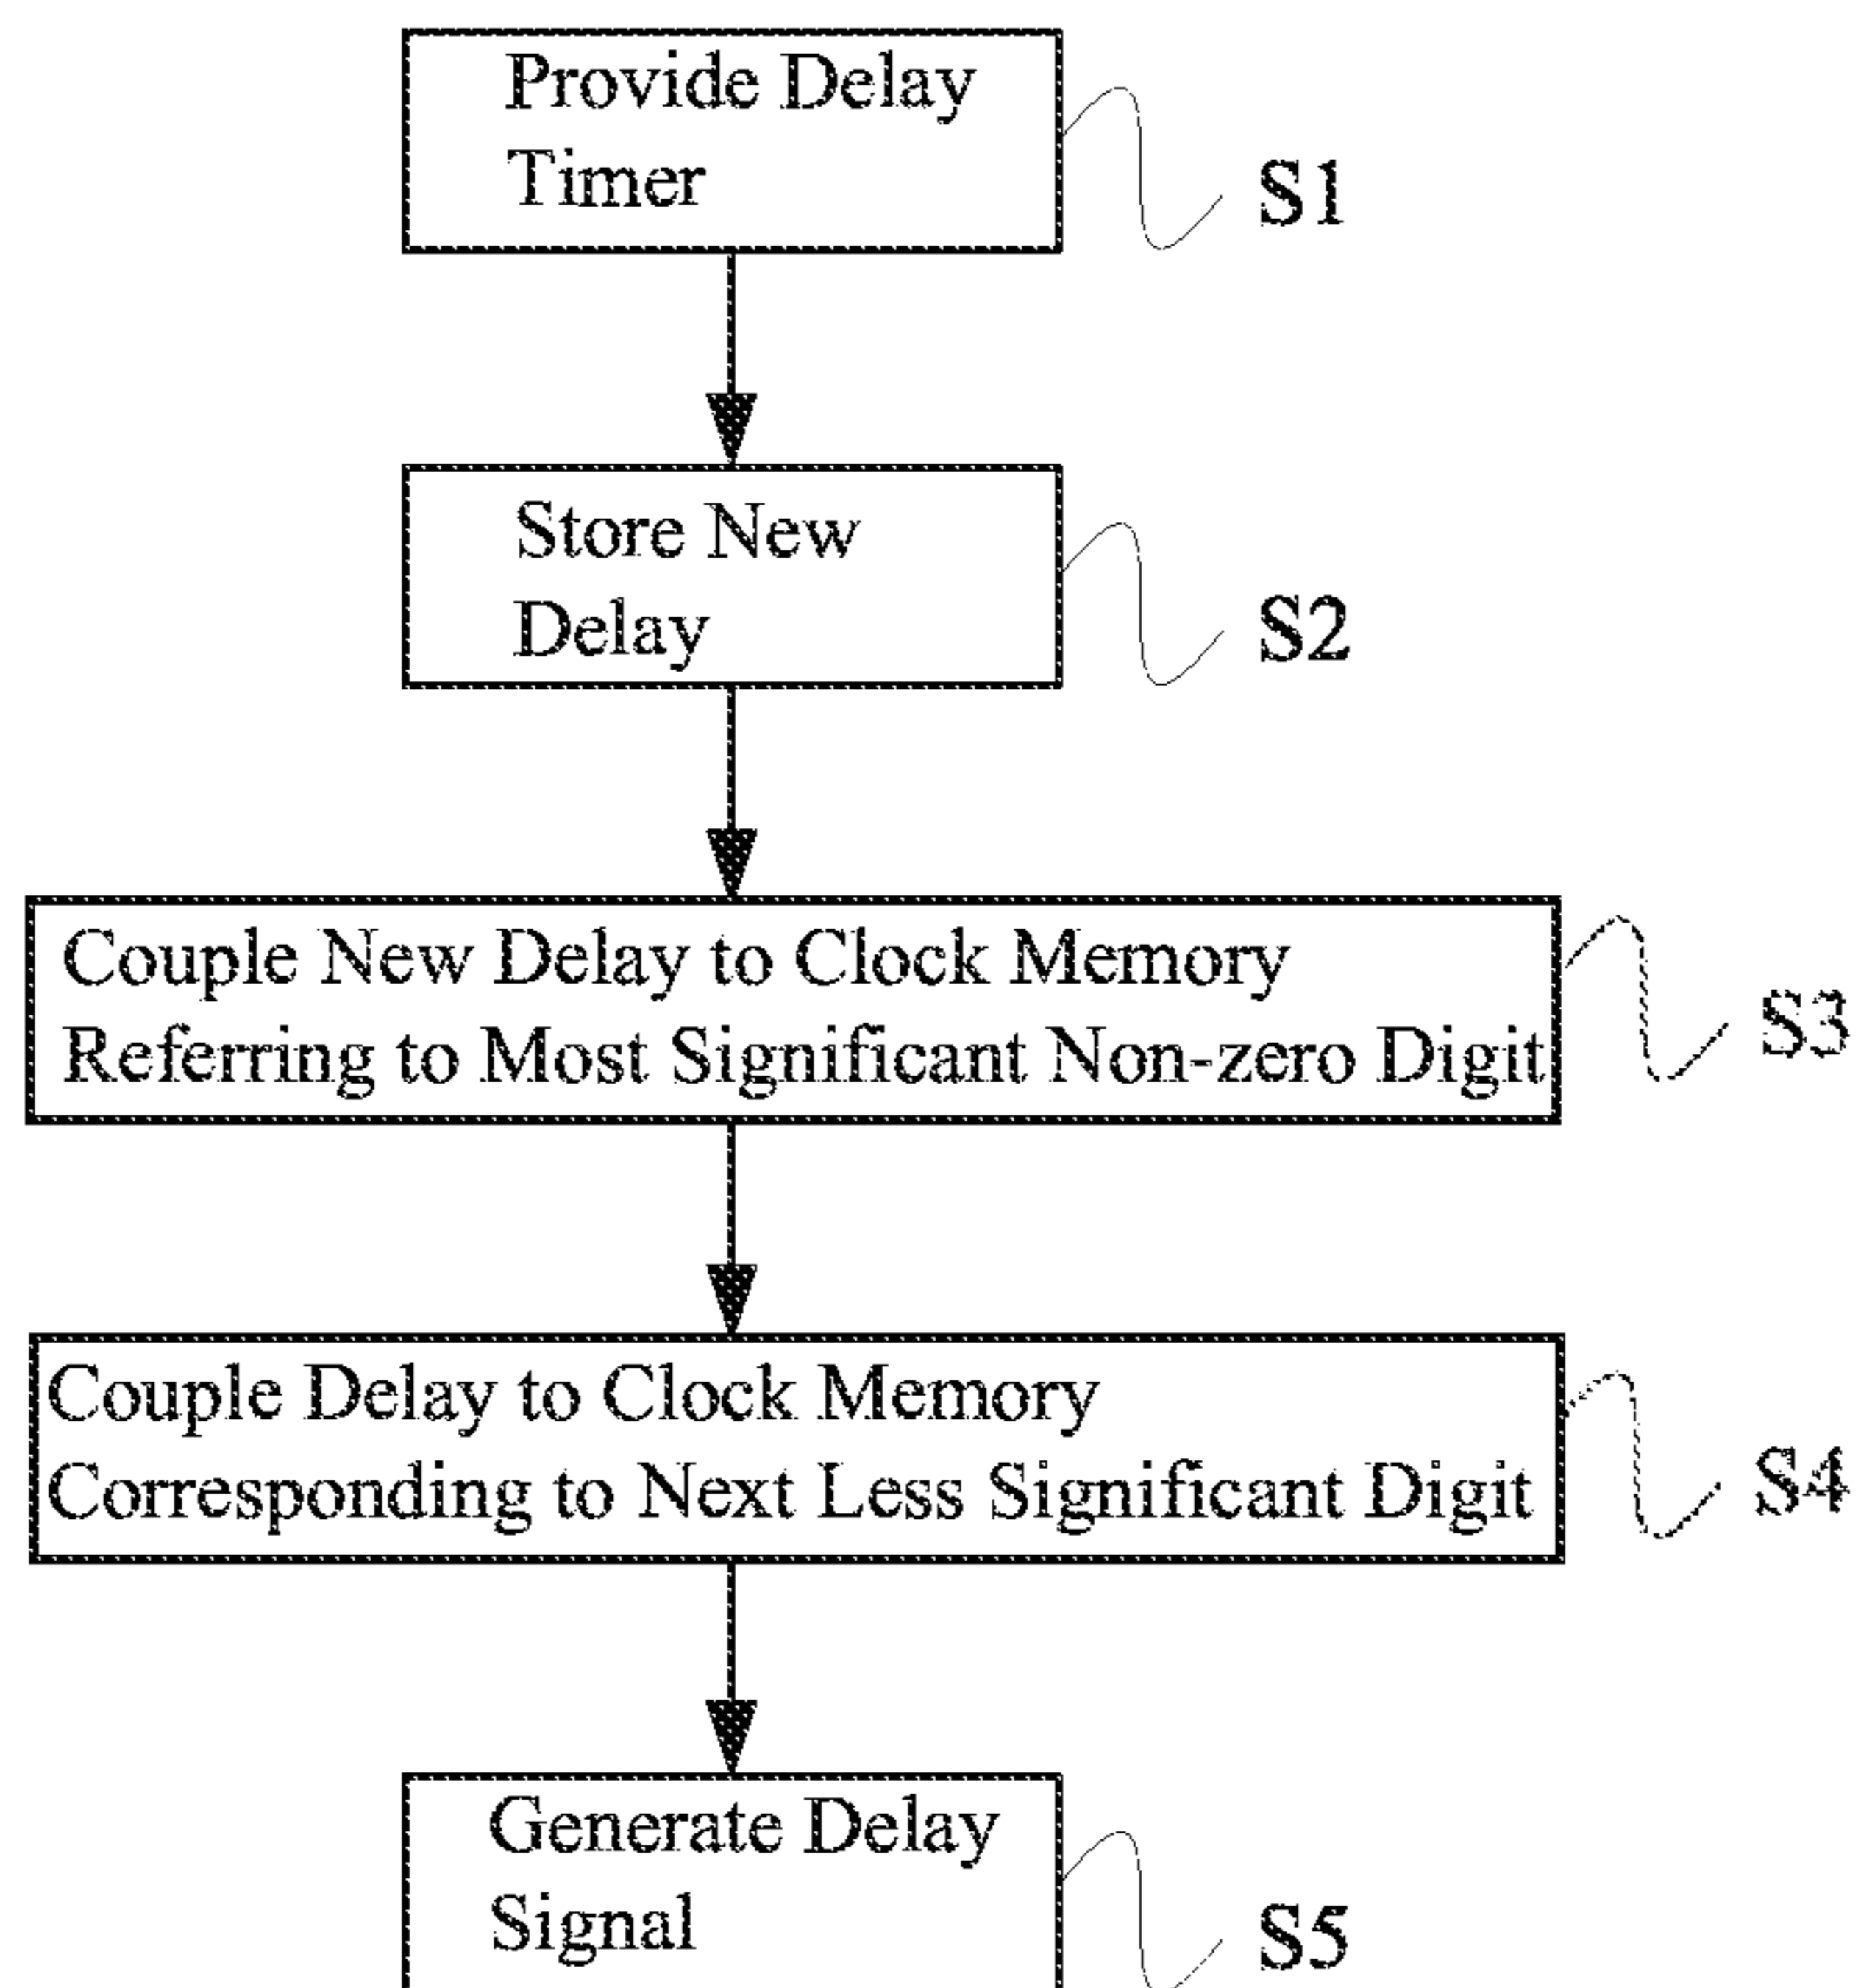 Provide Delay
Timer
S1
Store New
Delay
S2
Couple New Delay to Clock Memory
Referring to Most Significant Non-zero Digit
S3
Couple Delay to Clock Memory
Corresponding to Next Less Significant Digit
S4
Generate Delay
Signal
S5